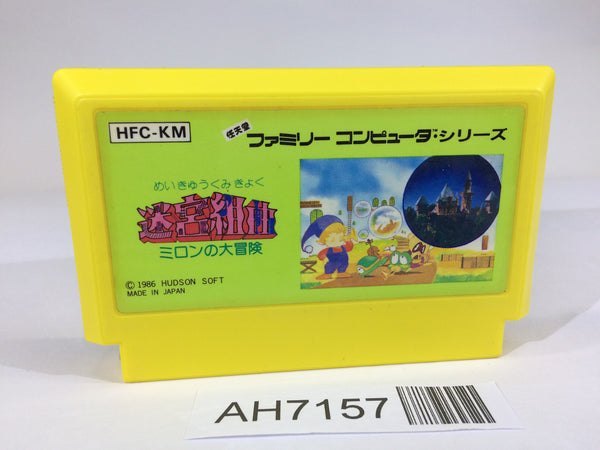 HFC-KM
任天堂 ファミリー コンピュータ・シリーズ
めいきゅうくみきょく
迷宮組曲
ミロンの大冒険
© 1986 HUDSON SOFT
MADE IN JAPAN
AH7157